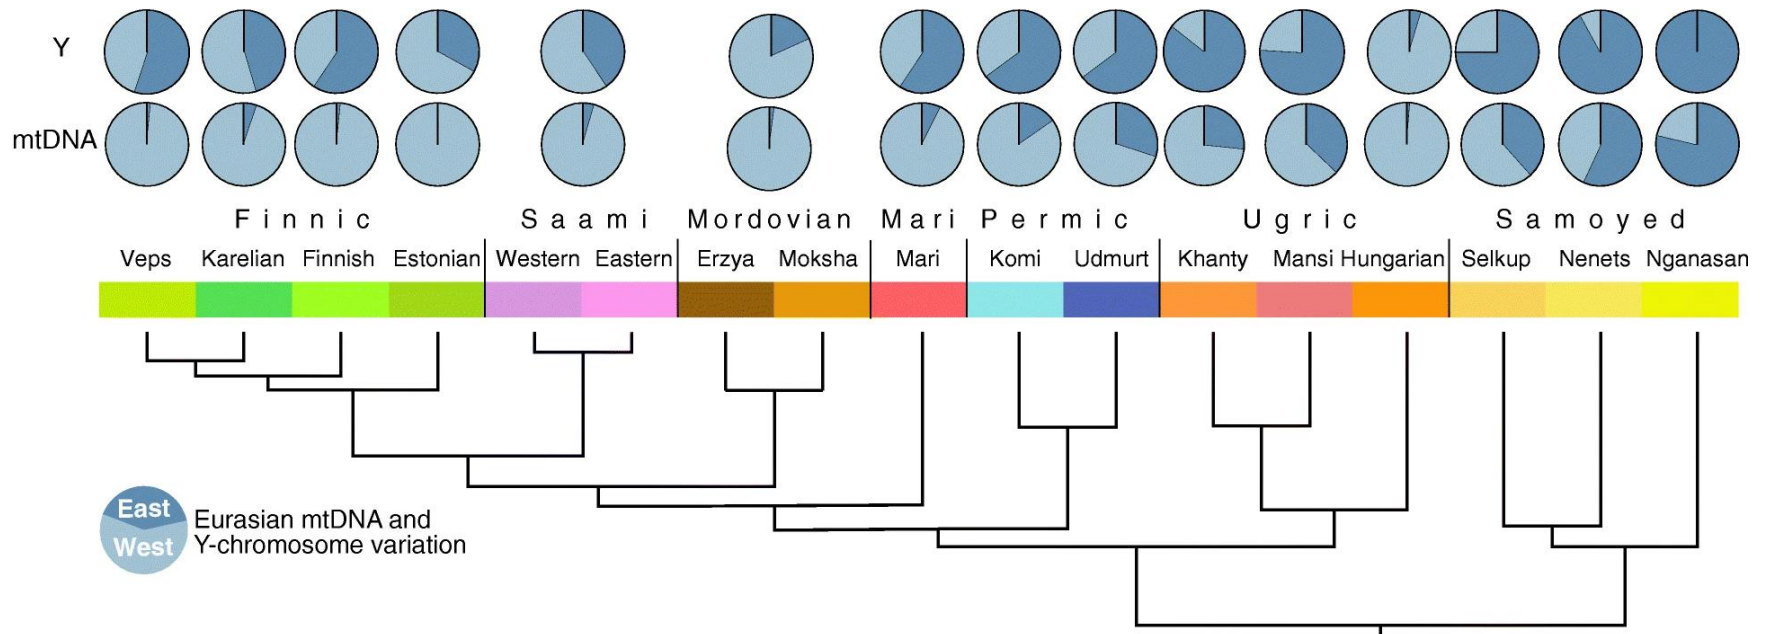 Y
mtDNA
F i n n i c S a a m i M o r d o v i a n M a r i P e r m i c U g r i c S a m o y e d
Veps Karelian Finnish Estonian Western Eastern Erzya Moksha Mari Komi Udmurt Khanty Mansi Hungarian Selkup Nenets Nganasan
East
West
Eurasian mtDNA and
Y-chromosome variation